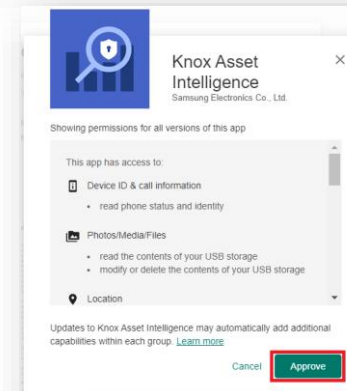 Knox Asset
Intelligence
Samsung Electronics Co., Ltd.
Showing permissions for all versions of this app
This app has access to:
Device ID & call information
• read phone status and identity
Photos/Media/Files
• read the contents of your USB storage
• modify or delete the contents of your USB storage
Location
Updates to Knox Asset Intelligence may automatically add additional
capabilities within each group. Learn more
Cancel Approve